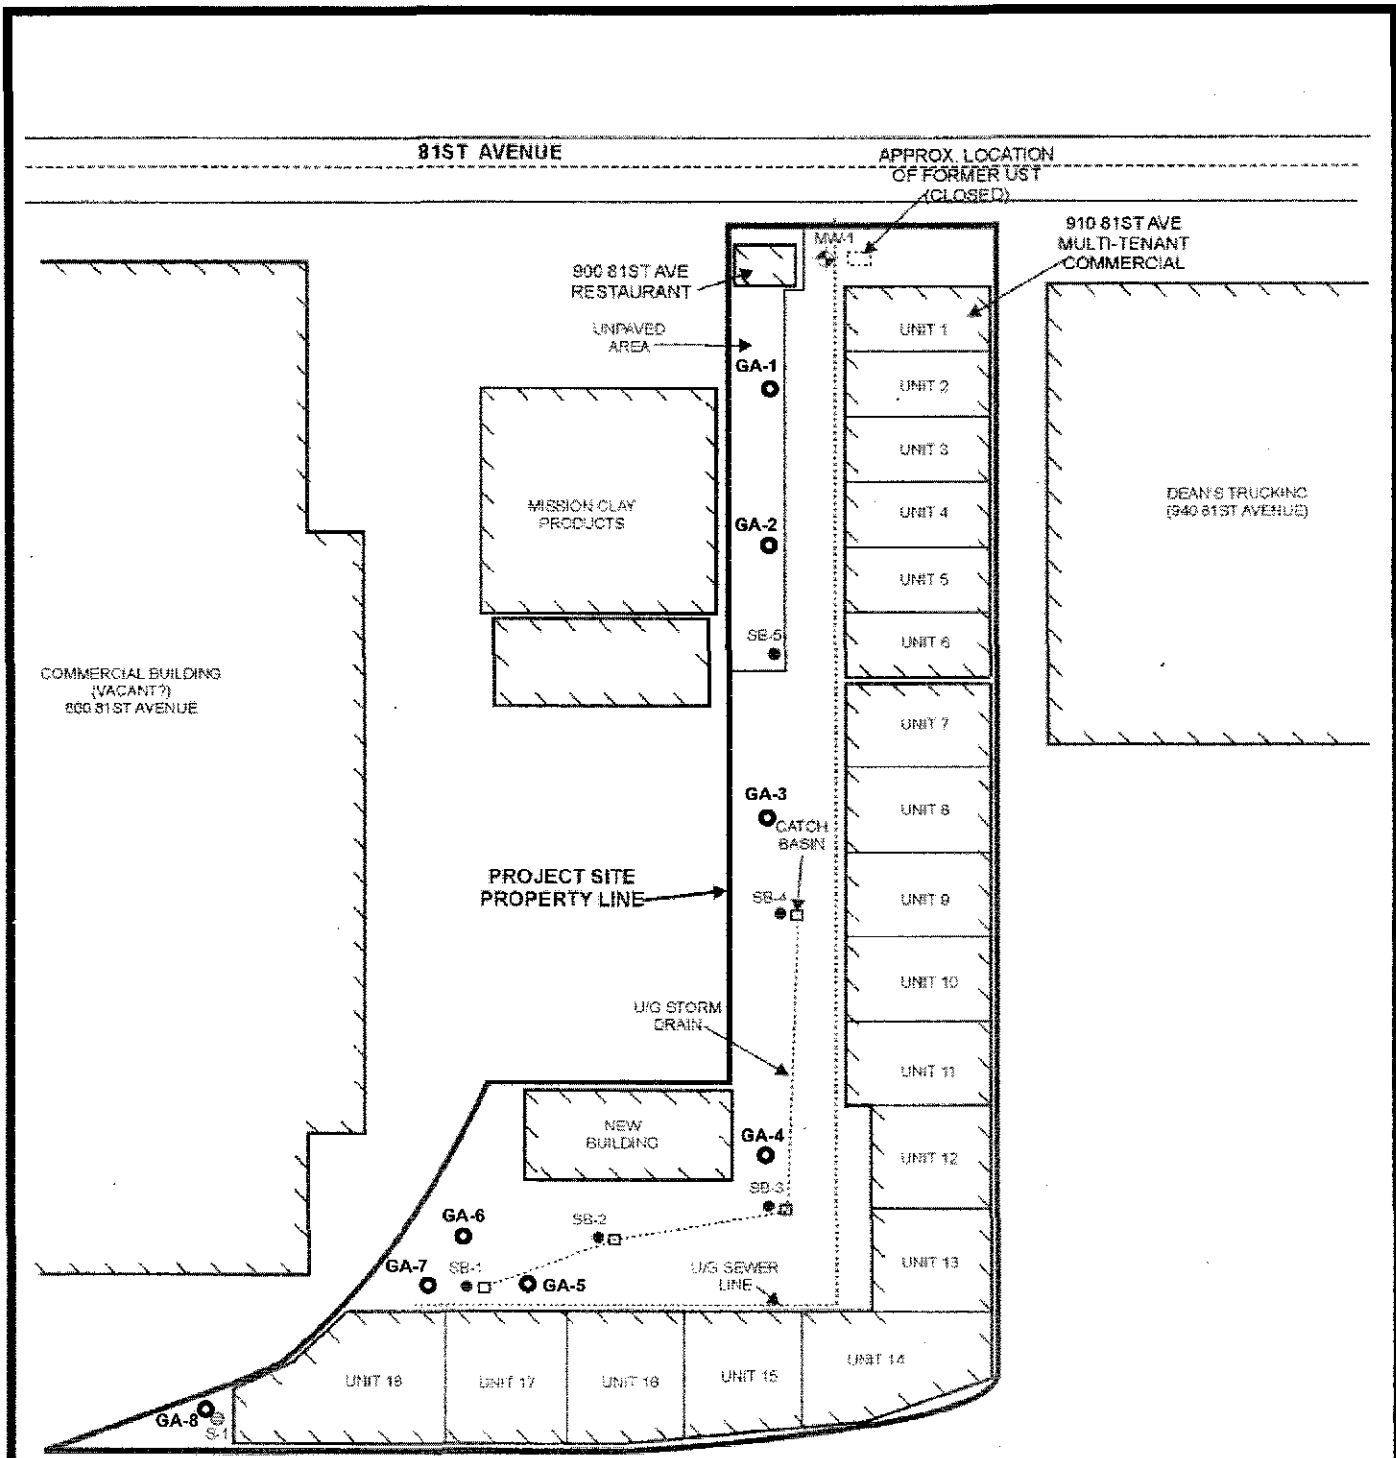 81ST AVENUE
APPROX. LOCATION
OF FORMER UST
(CLOSED)
910 81ST AVE
MULTI-TENANT
COMMERCIAL
MW-1
900 81ST AVE
RESTAURANT
UNPAVED
AREA
UNIT 1
GA-1
UNIT 2
UNIT 3
MISSION CLAY
PRODUCTS
DEAN'S TRUCKING
(940 81ST AVENUE)
UNIT 4
GA-2
UNIT 5
SB-5
UNIT 6
COMMERCIAL BUILDING
(VACANT?)
800 81ST AVENUE
UNIT 7
GA-3
UNIT 8
CATCH
BASIN
PROJECT SITE
PROPERTY LINE
SB-4
UNIT 9
UNIT 10
U/G STORM
DRAIN
UNIT 11
NEW
BUILDING
GA-4
UNIT 12
SB-3
GA-6
SB-2
GA-7
SB-1
GA-5
U/G SEWER
LINE
UNIT 13
UNIT 18
UNIT 17
UNIT 16
UNIT 15
UNIT 14
GA-8
S-1